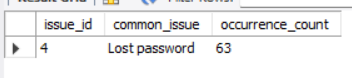 issue_id common_issue occurrence_count
4 Lost password 63